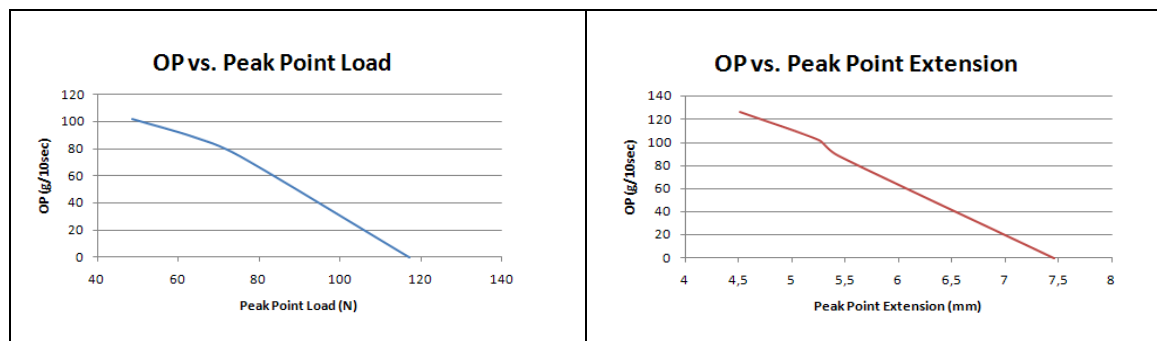 OP vs. Peak Point Load
120
100
80
60
40
20
0
OP (g/10sec)
40 60 80 100 120 140
Peak Point Load (N)
OP vs. Peak Point Extension
140
120
100
80
60
40
20
0
OP (g/10sec)
4 4,5 5 5,5 6 6,5 7 7,5 8
Peak Point Extension (mm)